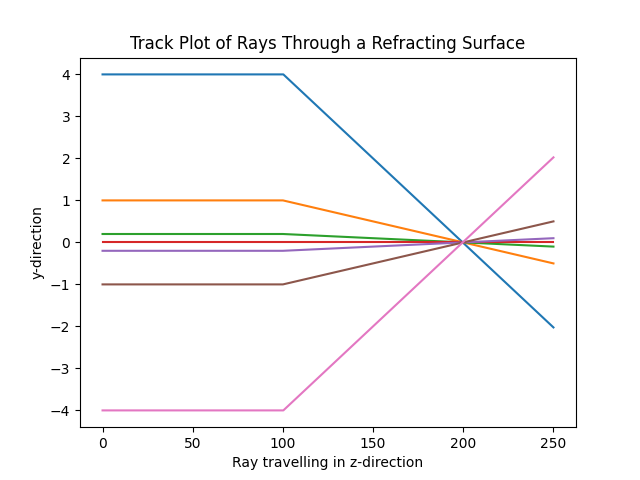 Track Plot of Rays Through a Refracting Surface
4
3
2
1
0
−1
−2
−3
−4
y-direction
0 50 100 150 200 250
Ray travelling in z-direction